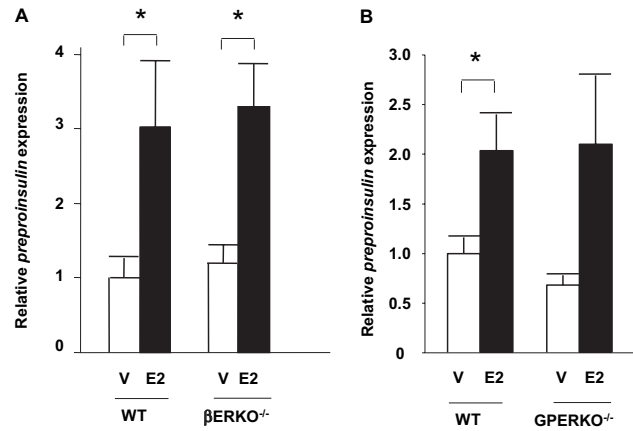 A
Relative preproinsulin expression
4
3
2
1
0
*
*
V E2 V E2
WT βERKO-/-
B
Relative preproinsulin expression
3.0
2.5
2.0
1.5
1.0
0.5
0.0
*
V E2 V E2
WT GPERKO-/-